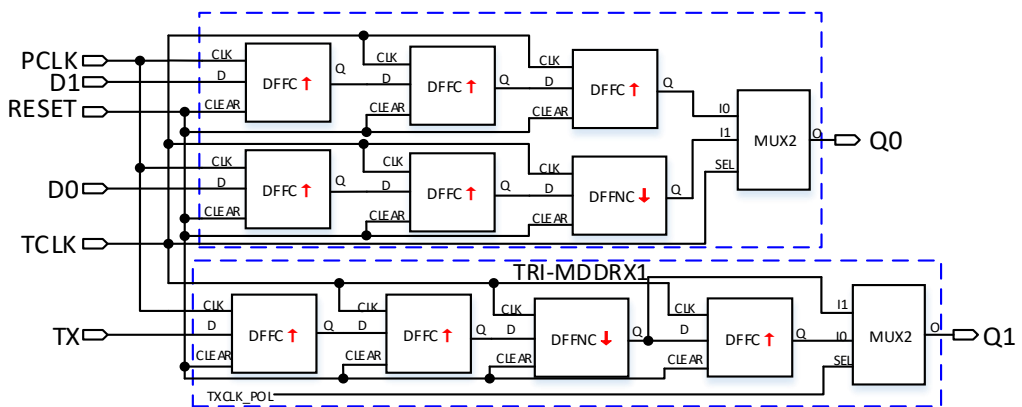 PCLK
D1
RESET
D0
TCLK
TX
CLK
D
CLEAR
DFFC
Q
CLK
D
CLEAR
DFFC
Q
CLK
D
CLEAR
DFFC
Q
I0
I1
SEL
MUX2
O
Q0
CLK
D
CLEAR
DFFC
Q
CLK
D
CLEAR
DFFC
Q
CLK
D
CLEAR
DFFNC
Q
TRI-MDDRX1
CLK
D
CLEAR
DFFC
Q
CLK
D
CLEAR
DFFC
Q
CLK
D
CLEAR
DFFNC
Q
CLK
D
CLEAR
DFFC
Q
I1
I0
SEL
MUX2
O
Q1
TXCLK_POL